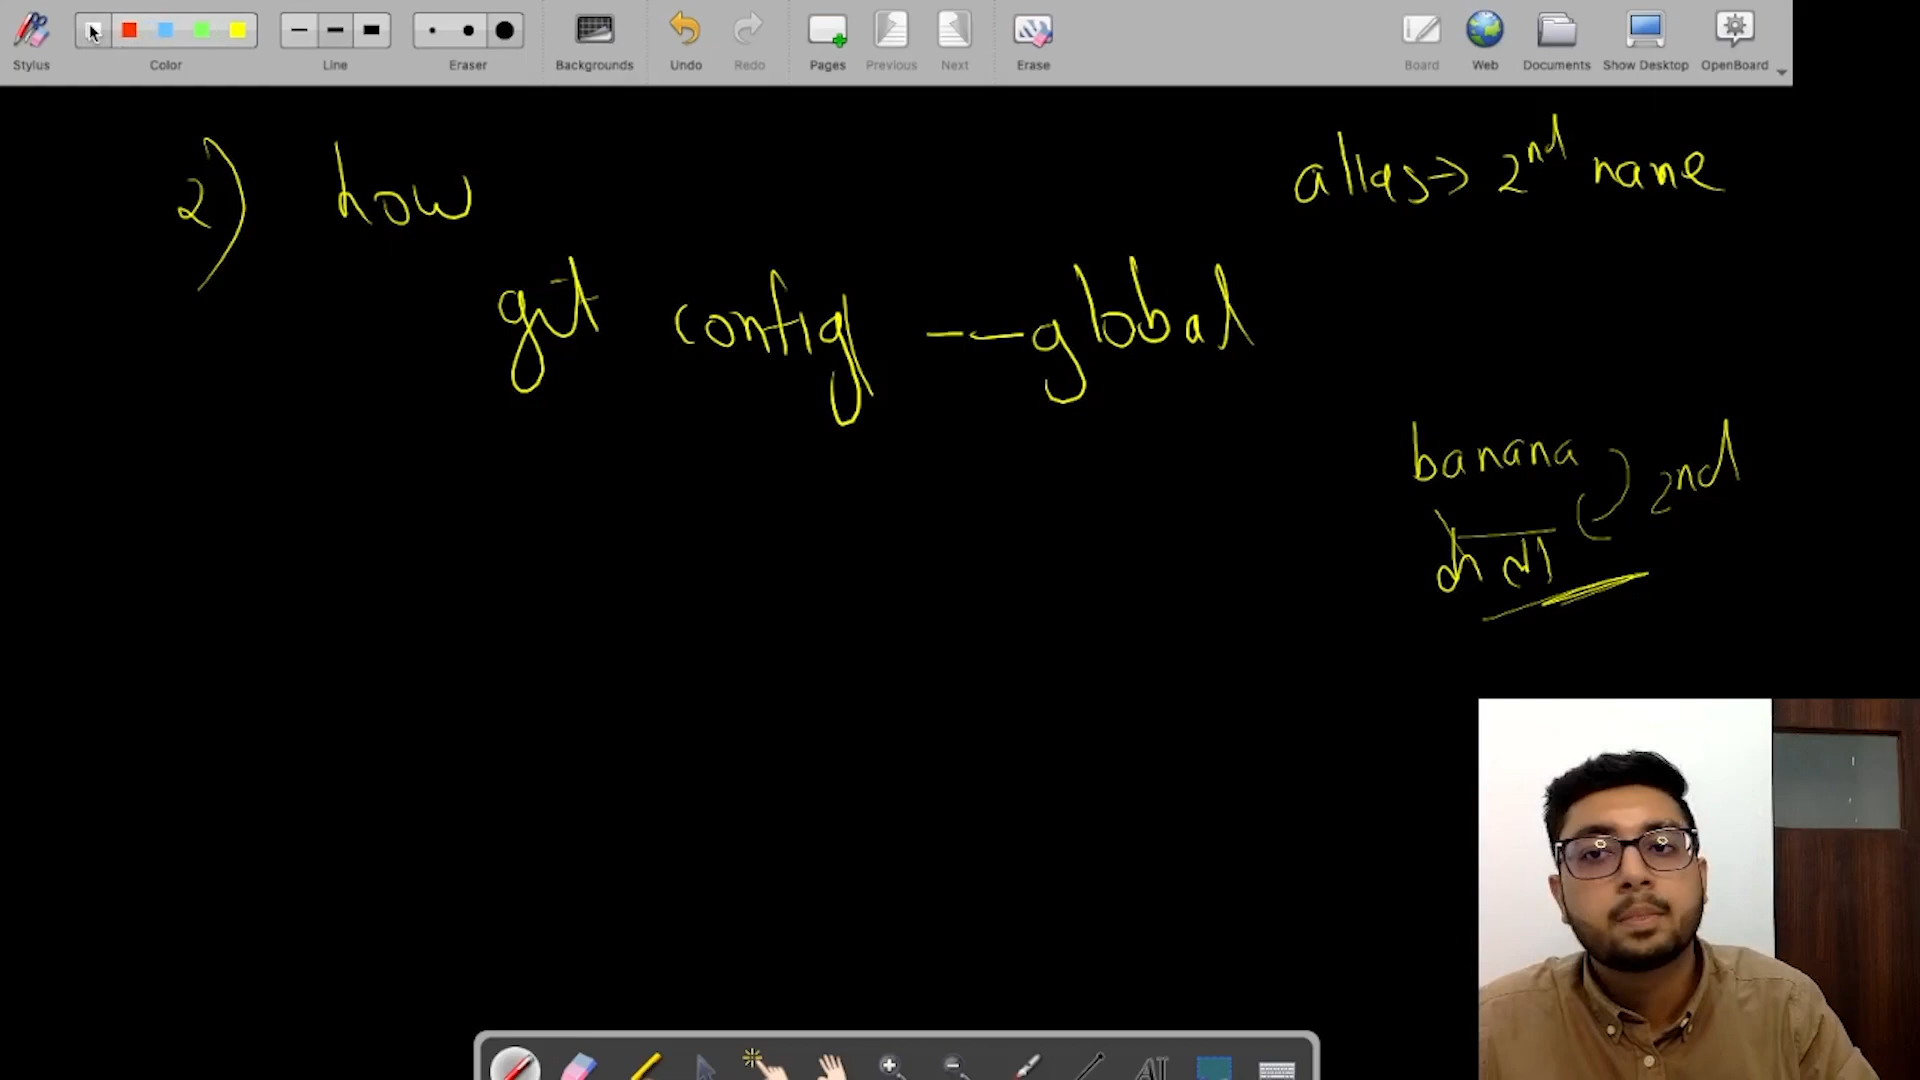 Stylus
Color
Line
Eraser
Backgrounds
Undo
Redo
Pages
Previous
Next
Erase
Board
Web
Documents
Show Desktop
OpenBoard
2) how
alias → 2nd name
git config --global
banana
2nd